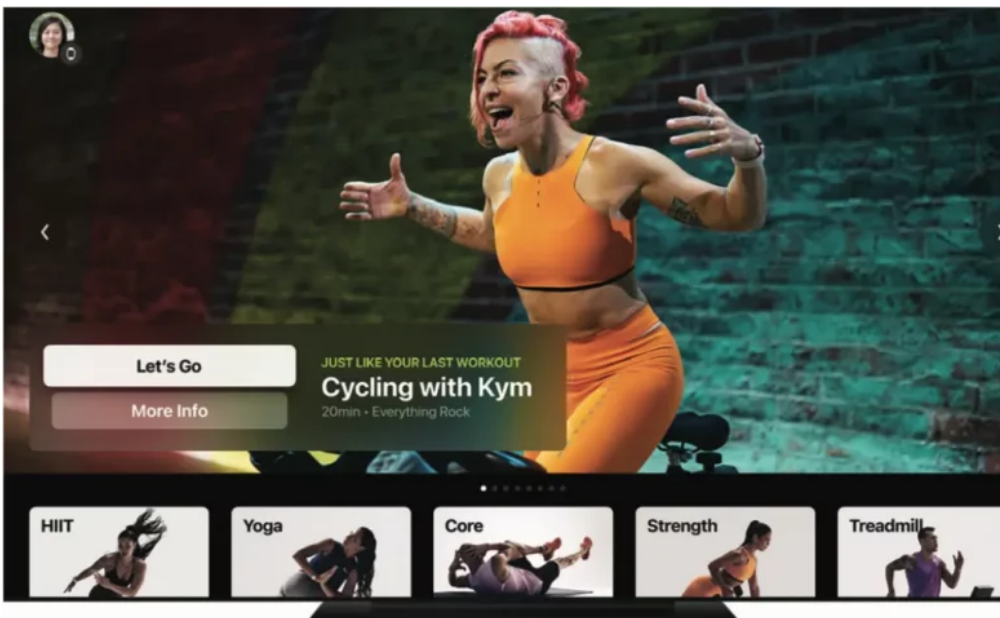 Let's Go
More Info
JUST LIKE YOUR LAST WORKOUT
Cycling with Kym
20min • Everything Rock
HIIT
Yoga
Core
Strength
Treadmill